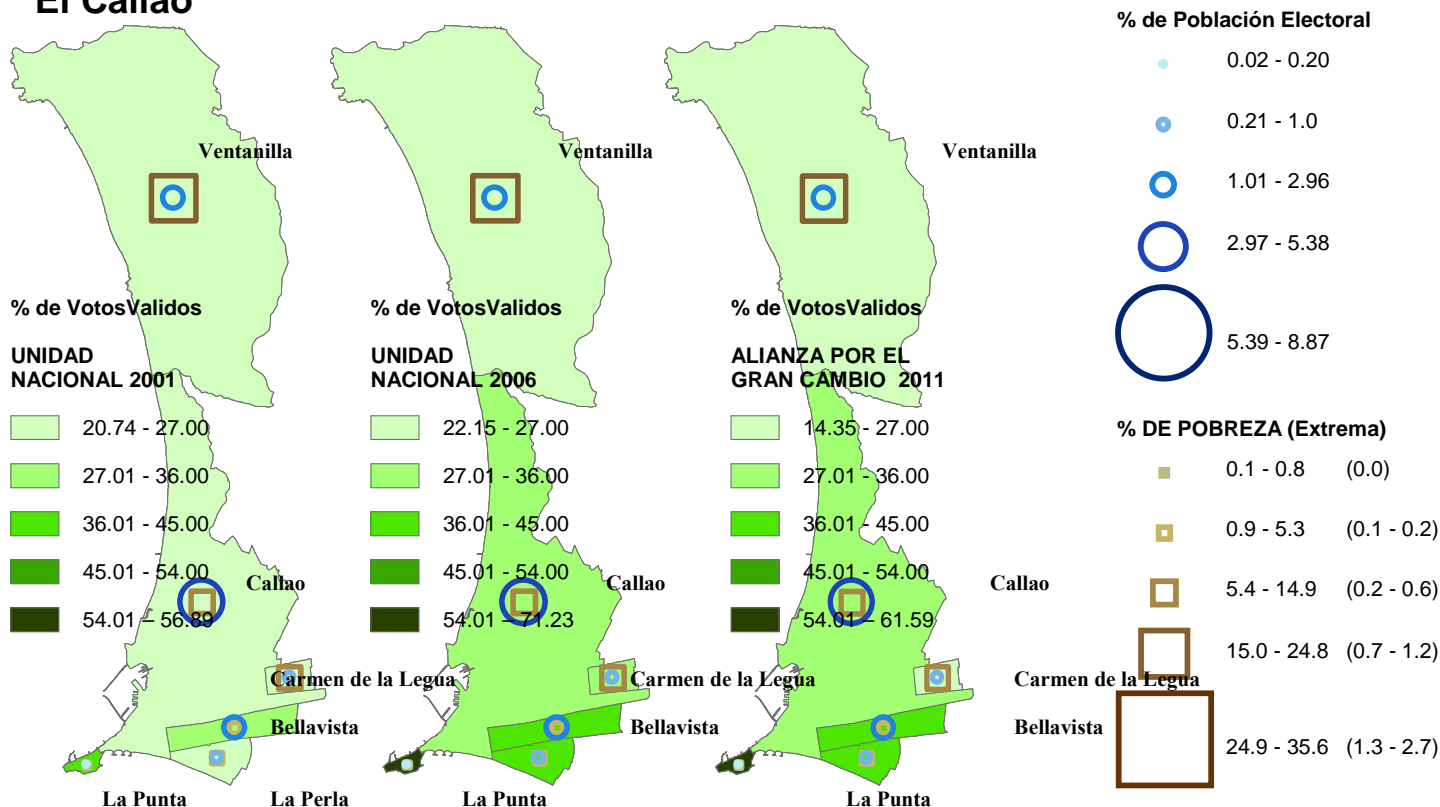 El Callao
Ventanilla
% de VotosValidos
UNIDAD
NACIONAL 2001
20.74 - 27.00
27.01 - 36.00
36.01 - 45.00
45.01 - 54.00
54.01 – 56.89
Callao
Carmen de la Legua
Bellavista
La Punta
La Perla
Ventanilla
% de VotosValidos
UNIDAD
NACIONAL 2006
22.15 - 27.00
27.01 - 36.00
36.01 - 45.00
45.01 - 54.00
54.01 – 71.23
Callao
Carmen de la Legua
Bellavista
La Punta
Ventanilla
% de VotosValidos
ALIANZA POR EL
GRAN CAMBIO 2011
14.35 - 27.00
27.01 - 36.00
36.01 - 45.00
45.01 - 54.00
54.01 – 61.59
Callao
Carmen de la Legua
Bellavista
La Punta
% de Población Electoral
0.02 - 0.20
0.21 - 1.0
1.01 - 2.96
2.97 - 5.38
5.39 - 8.87
% DE POBREZA (Extrema)
0.1 - 0.8 (0.0)
0.9 - 5.3 (0.1 - 0.2)
5.4 - 14.9 (0.2 - 0.6)
15.0 - 24.8 (0.7 - 1.2)
24.9 - 35.6 (1.3 - 2.7)